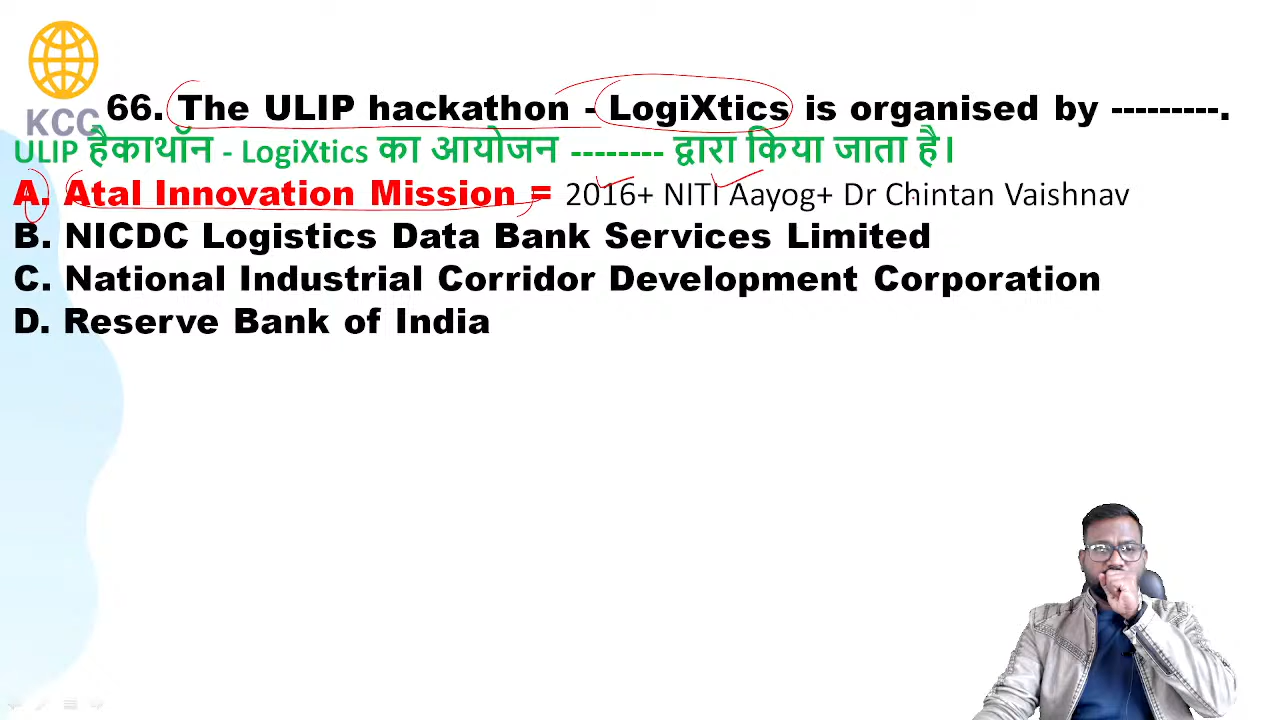 KCC
66. The ULIP hackathon - LogiXtics is organised by ---------.
ULIP हैकाथॉन - LogiXtics का आयोजन -------- द्वारा किया जाता है।
A. Atal Innovation Mission = 2016+ NITI Aayog+ Dr Chintan Vaishnav
B. NICDC Logistics Data Bank Services Limited
C. National Industrial Corridor Development Corporation
D. Reserve Bank of India